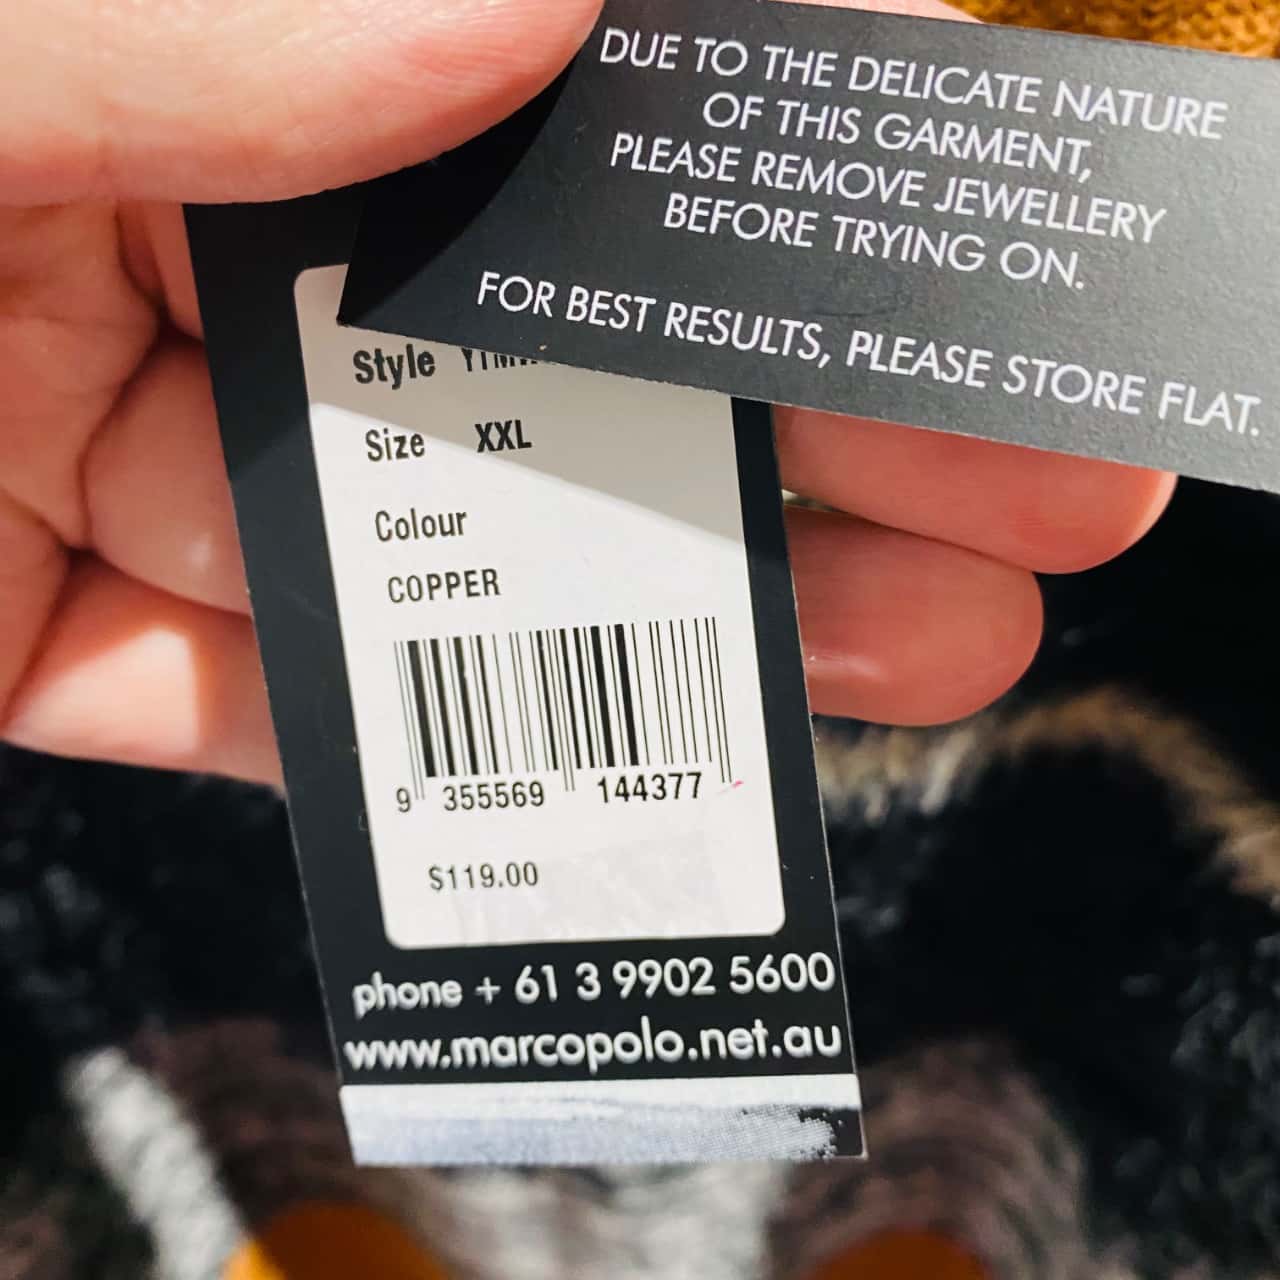 DUE TO THE DELICATE NATURE
OF THIS GARMENT,
PLEASE REMOVE JEWELLERY
BEFORE TRYING ON.
FOR BEST RESULTS, PLEASE STORE FLAT.
Style
Size XXL
Colour
COPPER
9 355569 144377
$119.00
phone + 61 3 9902 5600
www.marcopolo.net.au